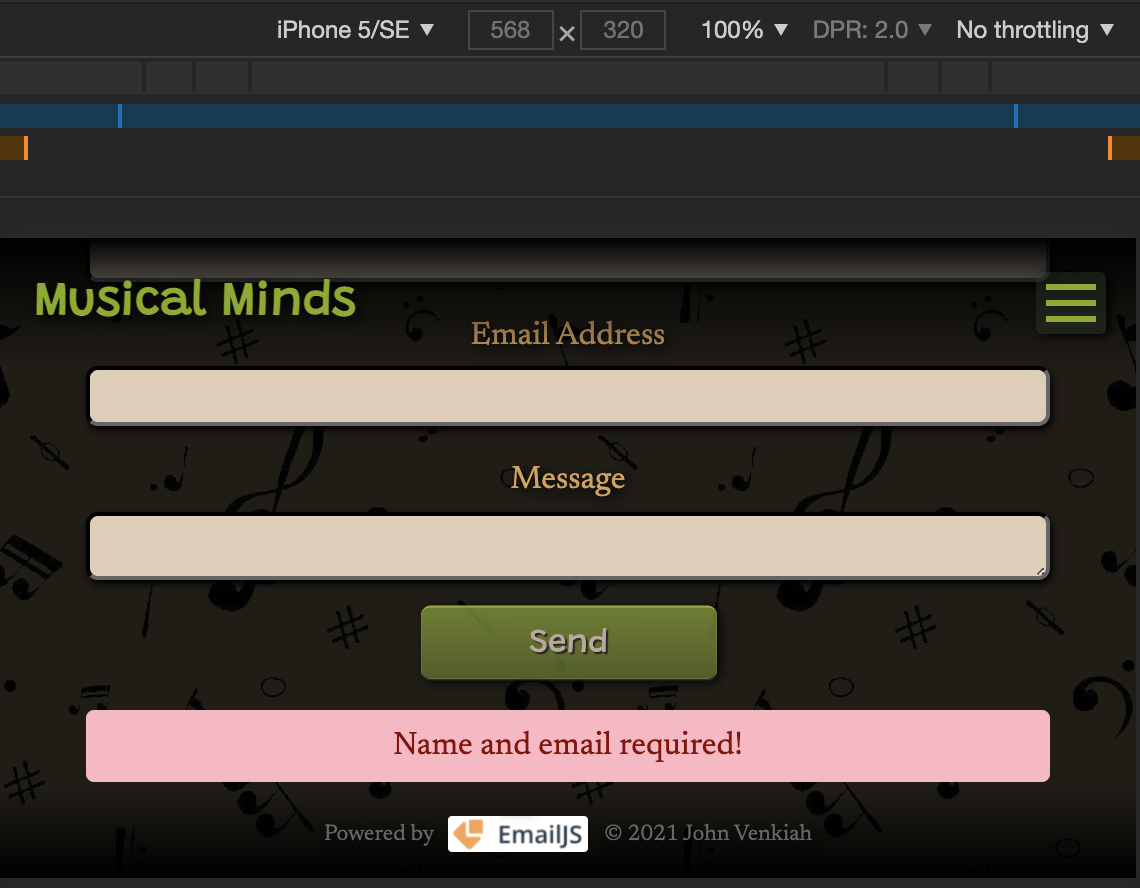 iPhone 5/SE ▼ 568 × 320 100% ▼ DPR: 2.0 ▼ No throttling ▼
Musical Minds
Email Address
Message
Send
Name and email required!
Powered by EmailJS © 2021 John Venkiah